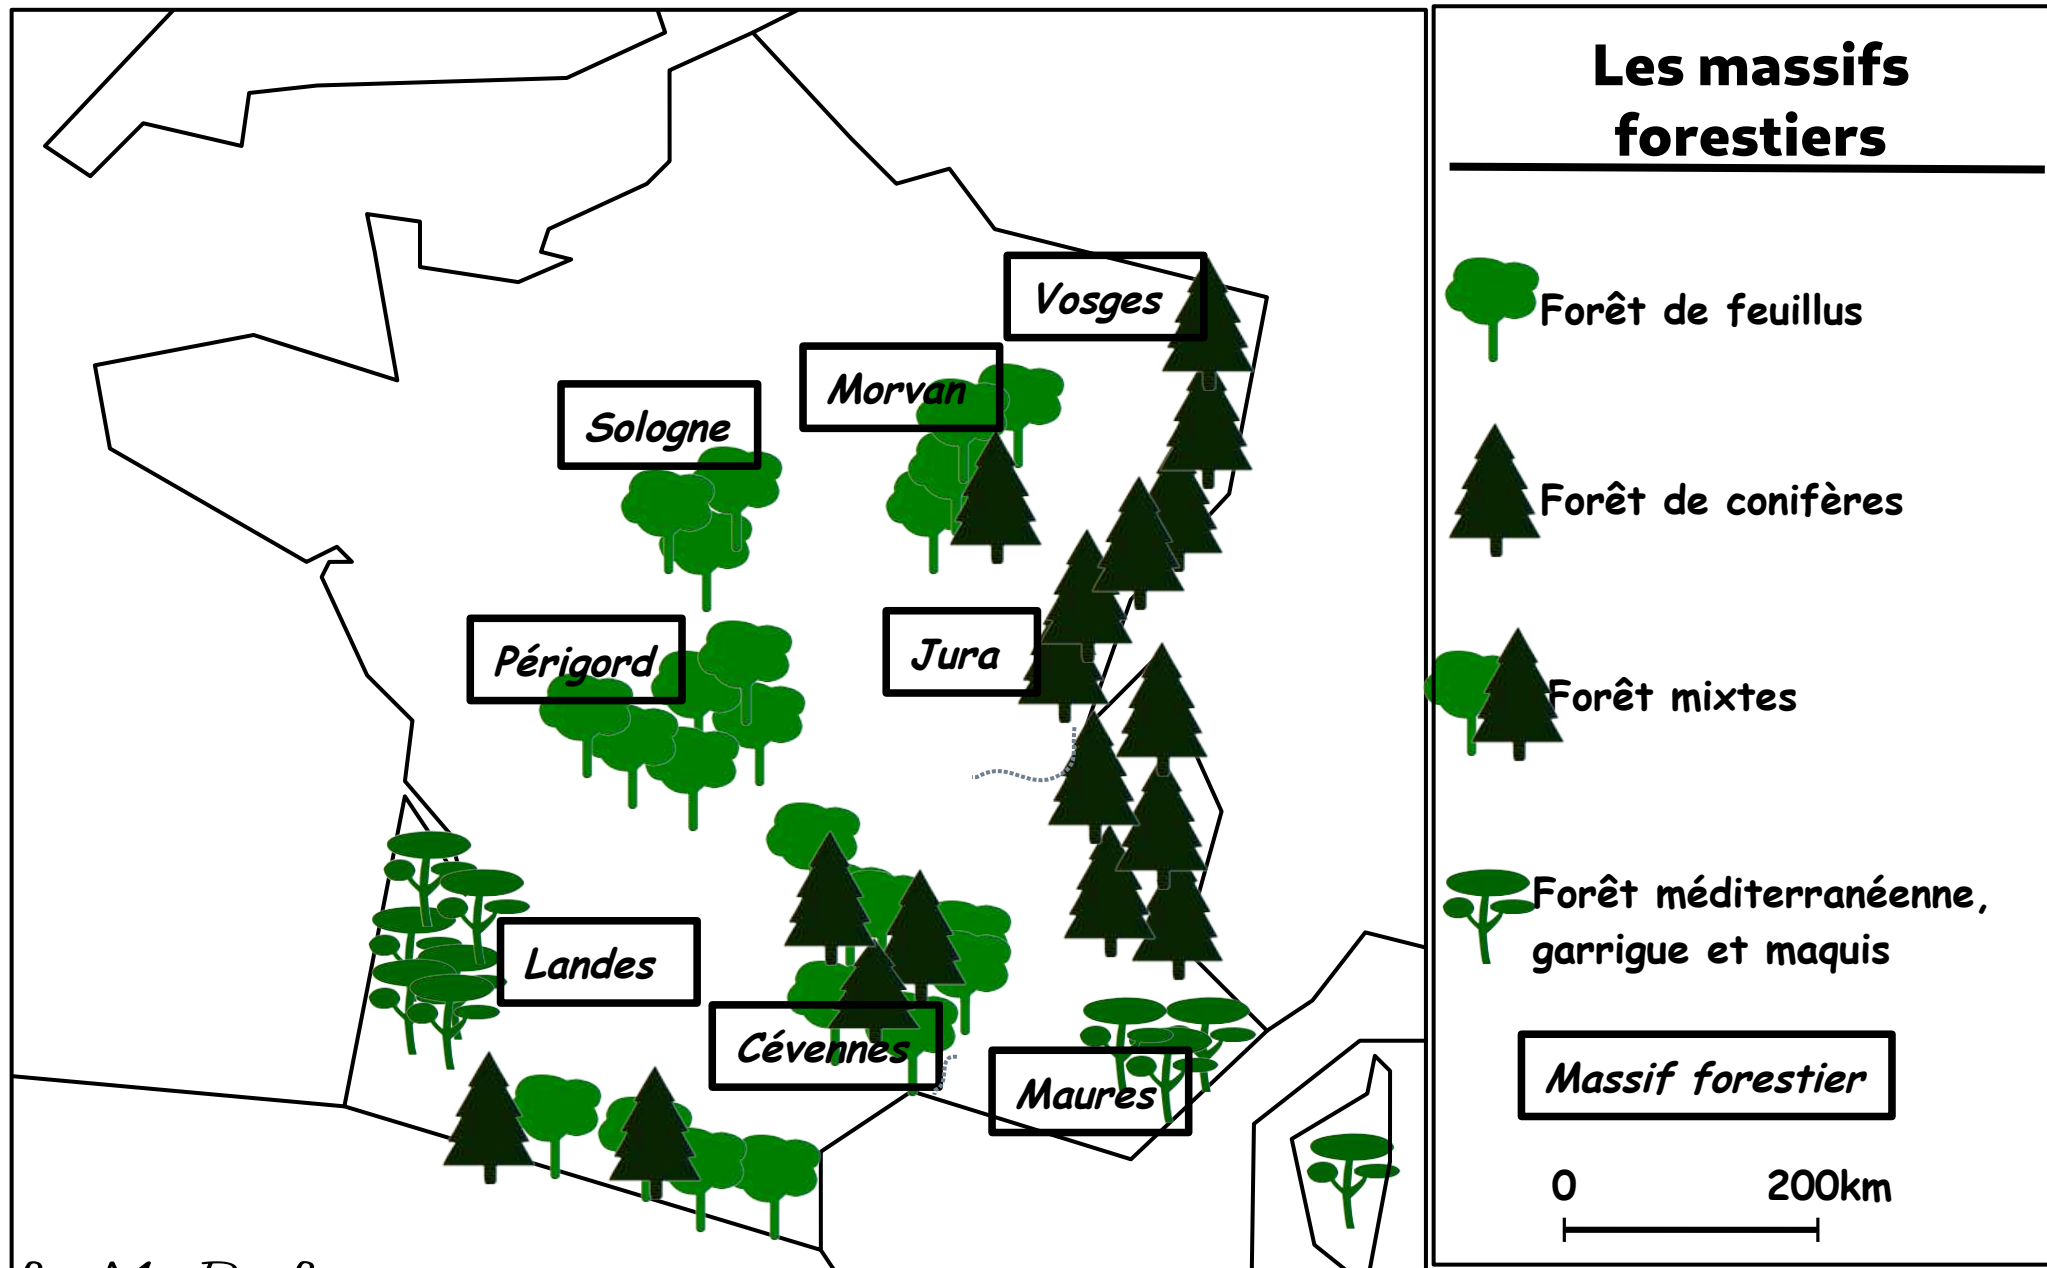 Les massifs
forestiers
Vosges
Morvan
Sologne
Périgord
Jura
Landes
Cévennes
Maures
Forêt de feuillus
Forêt de conifères
Forêt mixtes
Forêt méditerranéenne,
garrigue et maquis
Massif forestier
0 200km